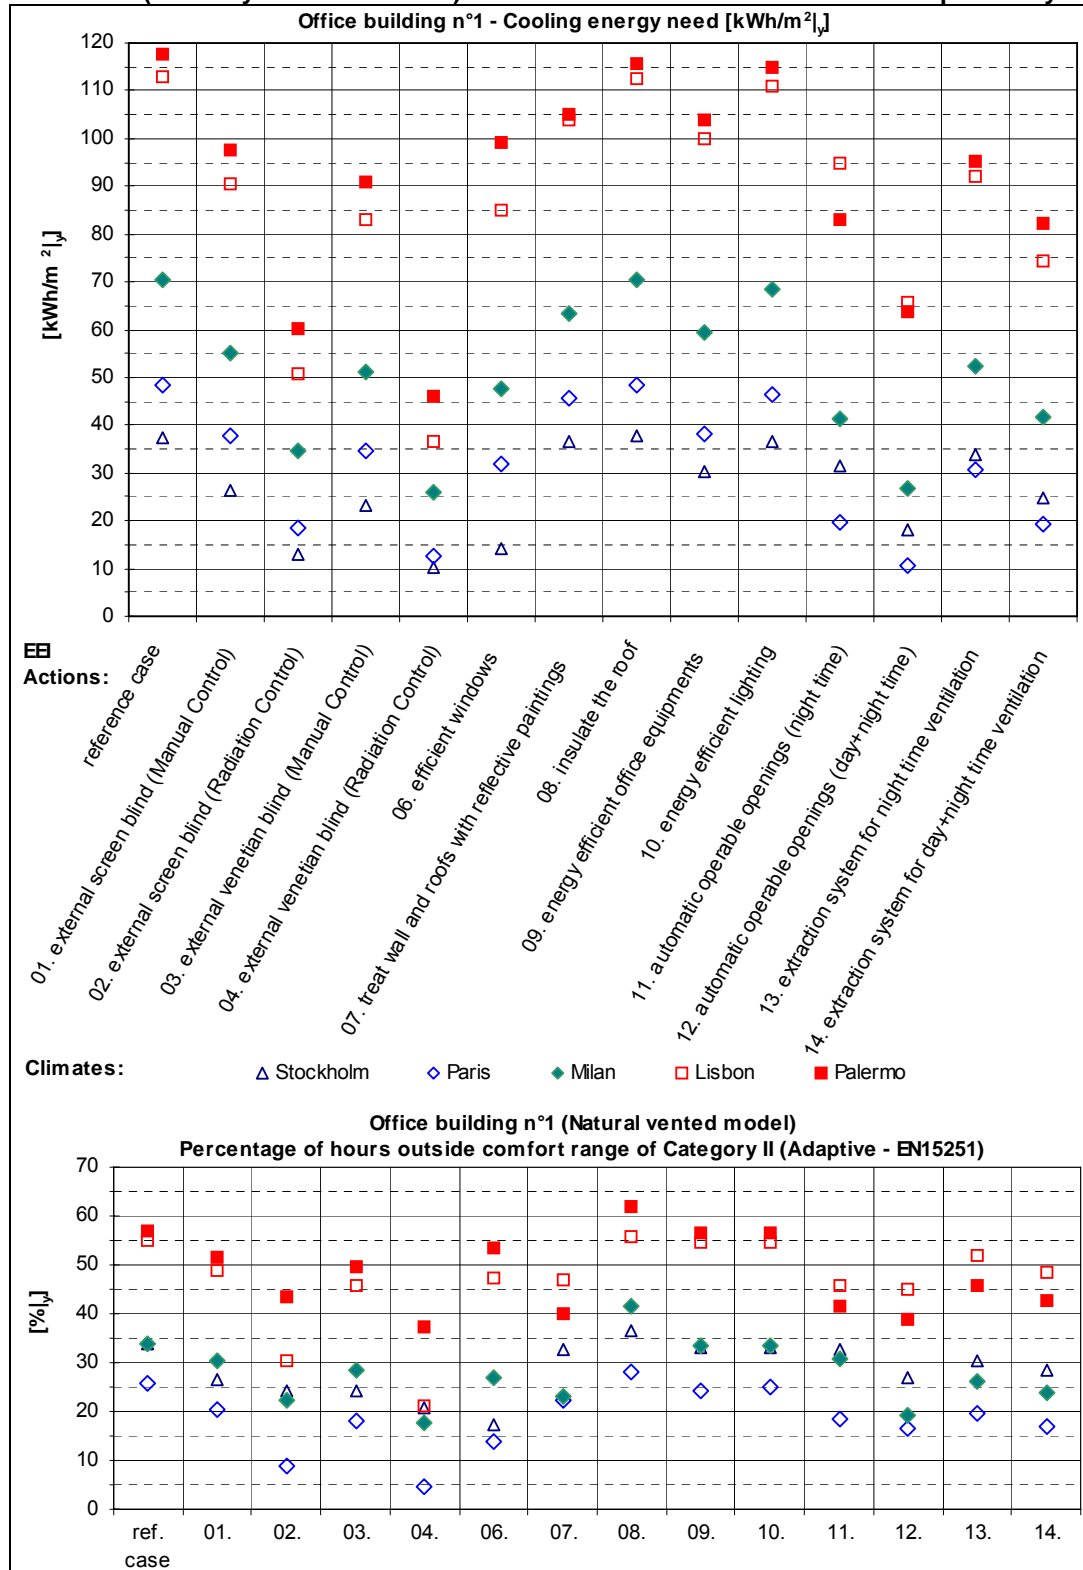 Office building n°1 - Cooling energy need [kWh/m²|y]
120
110
100
90
80
70
60
50
40
30
20
10
0
[kWh/m ²|y]
EEI
Actions:
reference case
01. external screen blind (Manual Control)
02. external screen blind (Radiation Control)
03. external venetian blind (Manual Control)
04. external venetian blind (Radiation Control)
06. efficient windows
07. treat wall and roofs with reflective paintings
08. insulate the roof
09. energy efficient office equipments
10. energy efficient lighting
11. automatic operable openings (night time)
12. automatic operable openings (day+night time)
13. extraction system for night time ventilation
14. extraction system for day+night time ventilation
Climates: Stockholm Paris Milan Lisbon Palermo
Office building n°1 (Natural vented model)
Percentage of hours outside comfort range of Category II (Adaptive - EN15251)
70
60
50
40
30
20
10
0
[%|y]
ref. case 01. 02. 03. 04. 06. 07. 08. 09. 10. 11. 12. 13. 14.